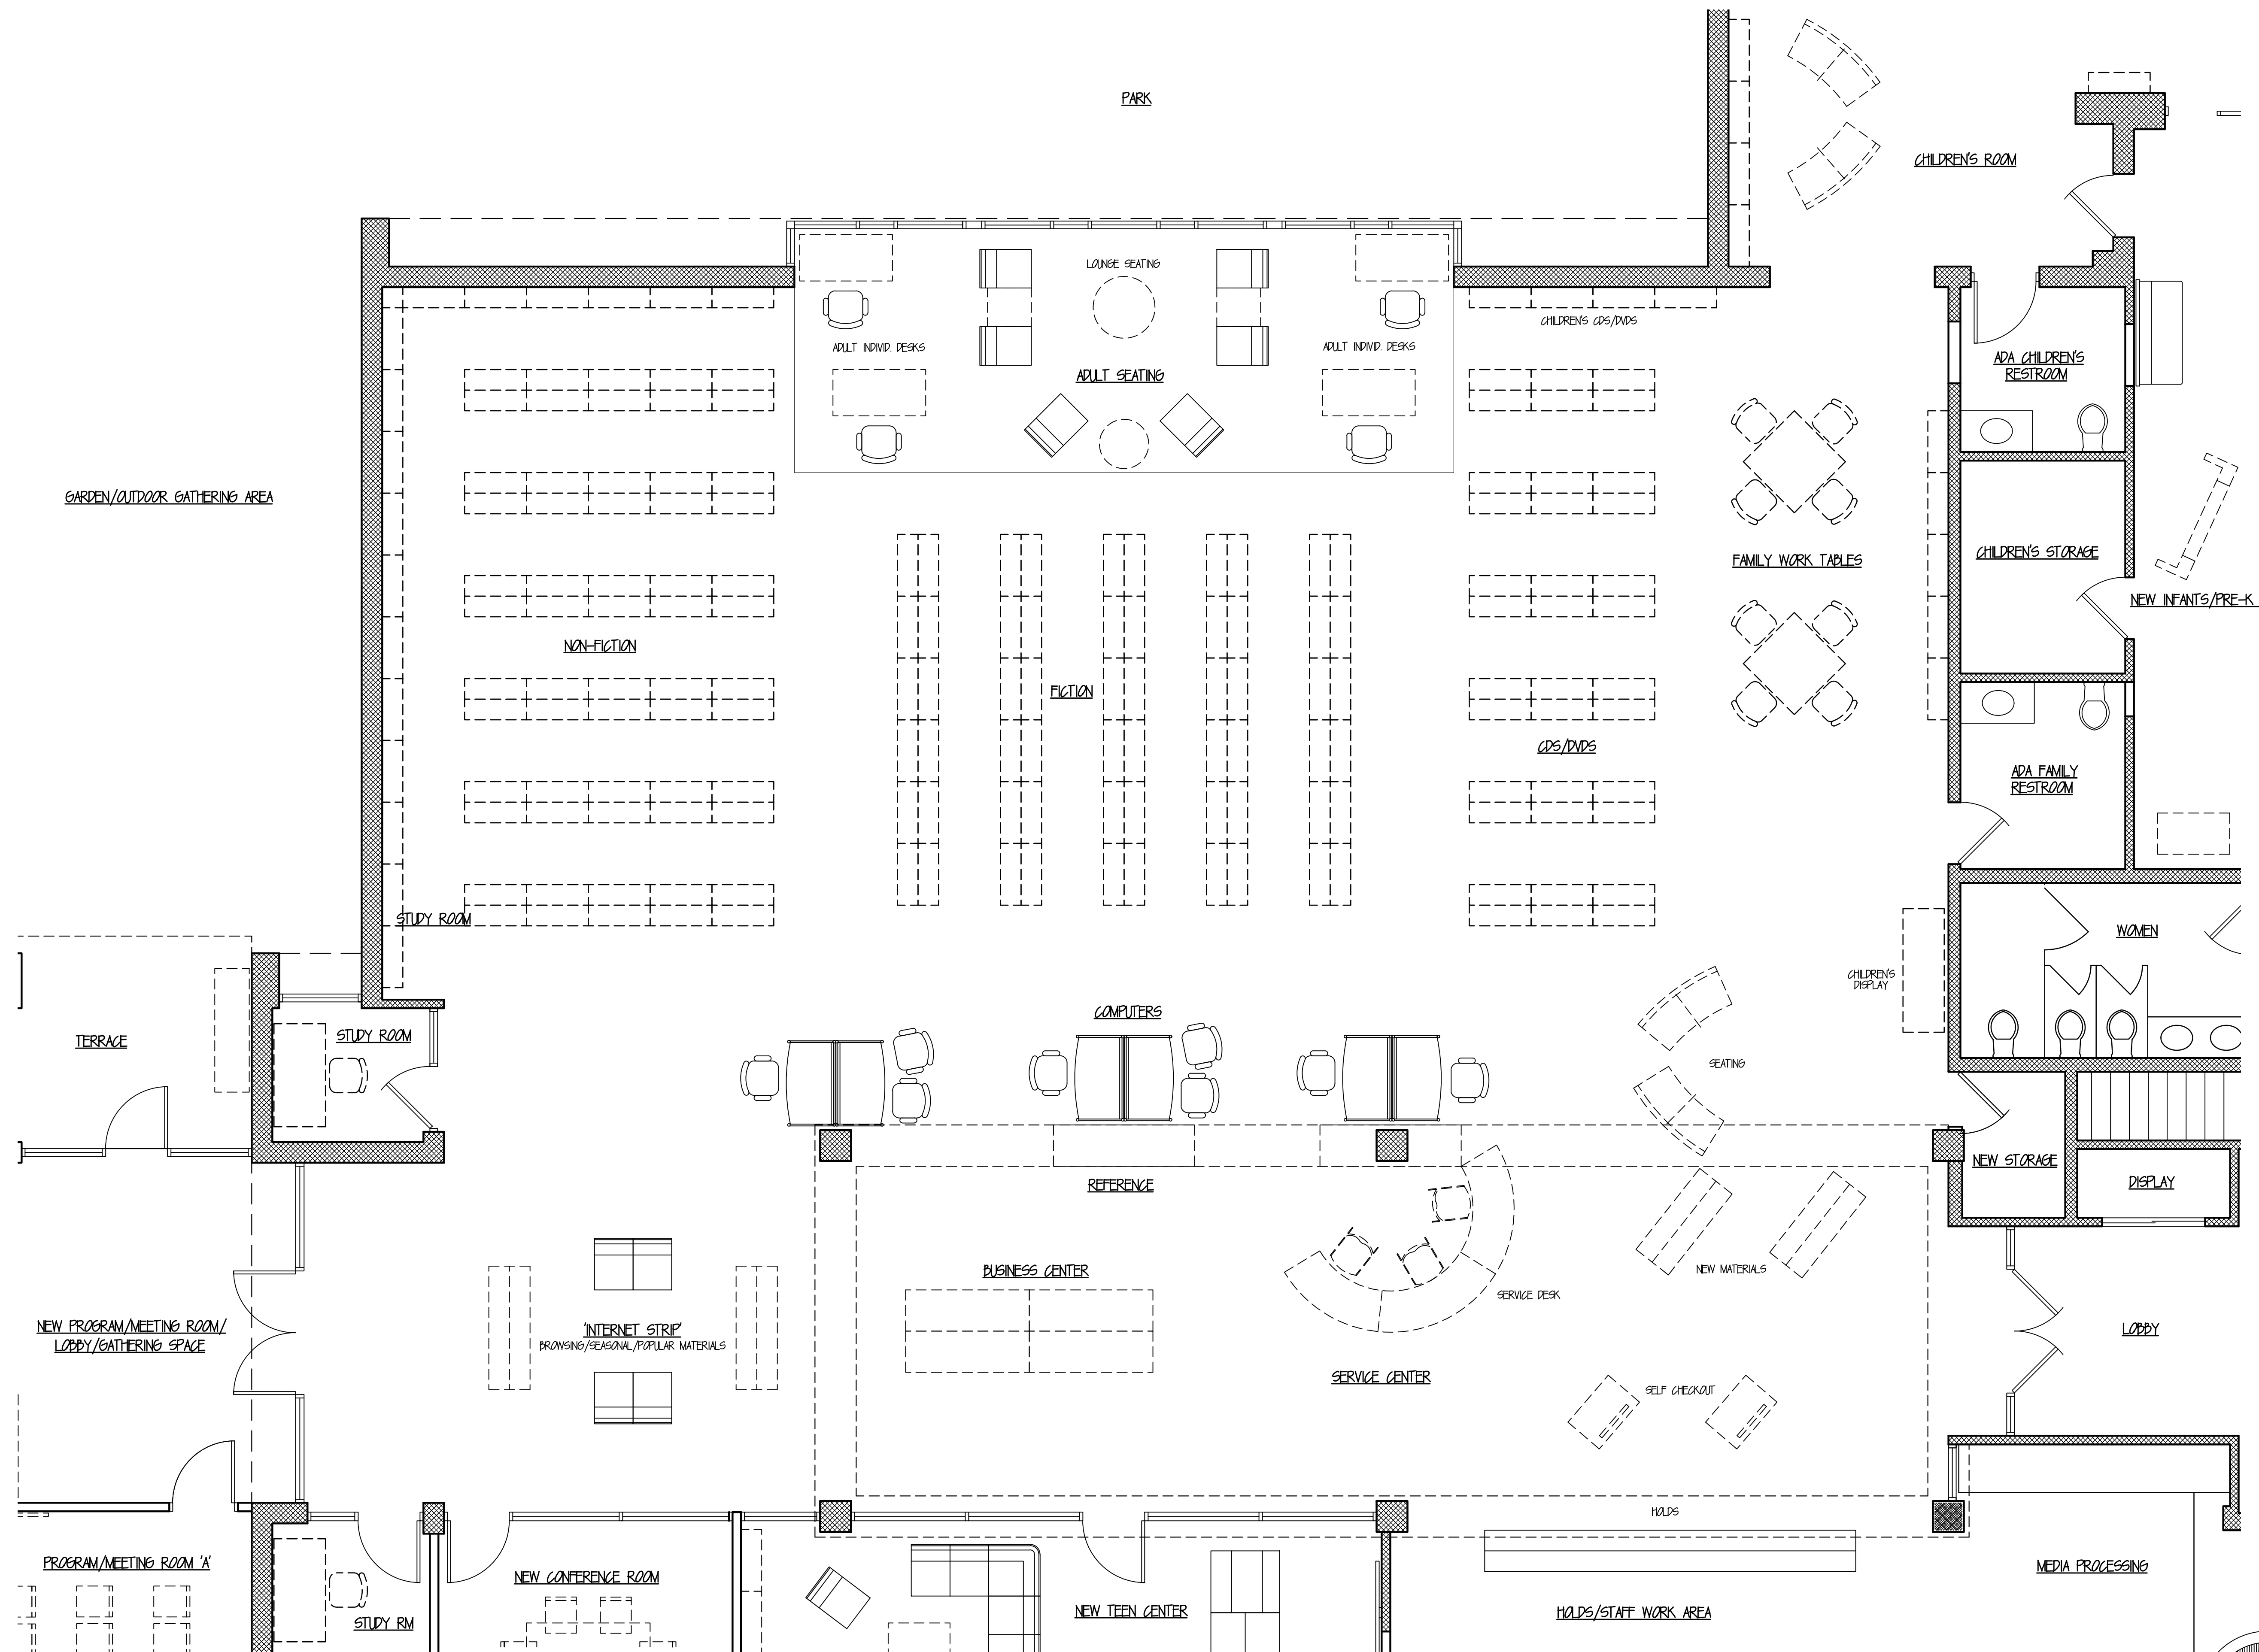 PARK
CHILDREN'S ROOM
LOUNGE SEATING
CHILDREN'S CDS/DVDS
ADULT INDIVID. DESKS
ADULT INDIVID. DESKS
ADULT SEATING
ADA CHILDREN'S
RESTROOM
GARDEN/OUTDOOR GATHERING AREA
CHILDREN'S STORAGE
FAMILY WORK TABLES
NEW INFANTS/PRE-K
NON-FICTION
FICTION
CDS/DVDS
ADA FAMILY
RESTROOM
STUDY ROOM
WOMEN
CHILDREN'S
DISPLAY
COMPUTERS
TERRACE
STUDY ROOM
SEATING
NEW STORAGE
DISPLAY
REFERENCE
BUSINESS CENTER
NEW MATERIALS
SERVICE DESK
NEW PROGRAM/MEETING ROOM/
LOBBY/GATHERING SPACE
'INTERNET STRIP'
BROWSING/SEASONAL/POPULAR MATERIALS
LOBBY
SERVICE CENTER
SELF CHECKOUT
HOLDS
PROGRAM/MEETING ROOM 'A'
NEW CONFERENCE ROOM
MEDIA PROCESSING
STUDY RM
NEW TEEN CENTER
HOLDS/STAFF WORK AREA